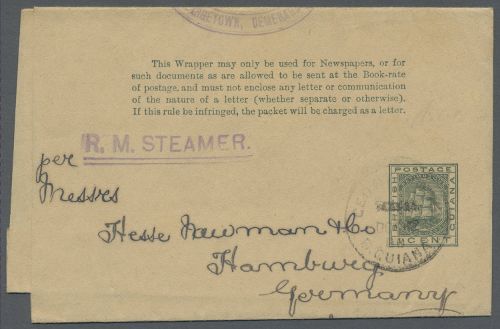 GEORGETOWN, DEMERARA
This Wrapper may only be used for Newspapers, or for
such documents as are allowed to be sent at the Book-rate
of postage, and must not enclose any letter or communication
of the nature of a letter (whether separate or otherwise).
If this rule be infringed, the packet will be charged as a letter.
R. M. STEAMER.
per
Messrs
Hesse Newman & Co
Hamburg
Germany
POSTAGE
BRITISH
GUIANA
CENT
B. GUIANA